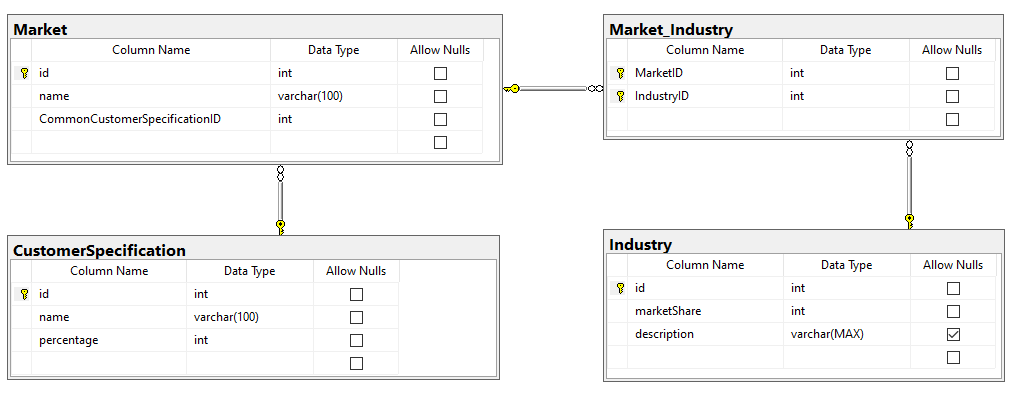 Market
Column Name Data Type Allow Nulls
id int
name varchar(100)
CommonCustomerSpecificationID int
Market_Industry
Column Name Data Type Allow Nulls
MarketID int
IndustryID int
CustomerSpecification
Column Name Data Type Allow Nulls
id int
name varchar(100)
percentage int
Industry
Column Name Data Type Allow Nulls
id int
marketShare int
description varchar(MAX)